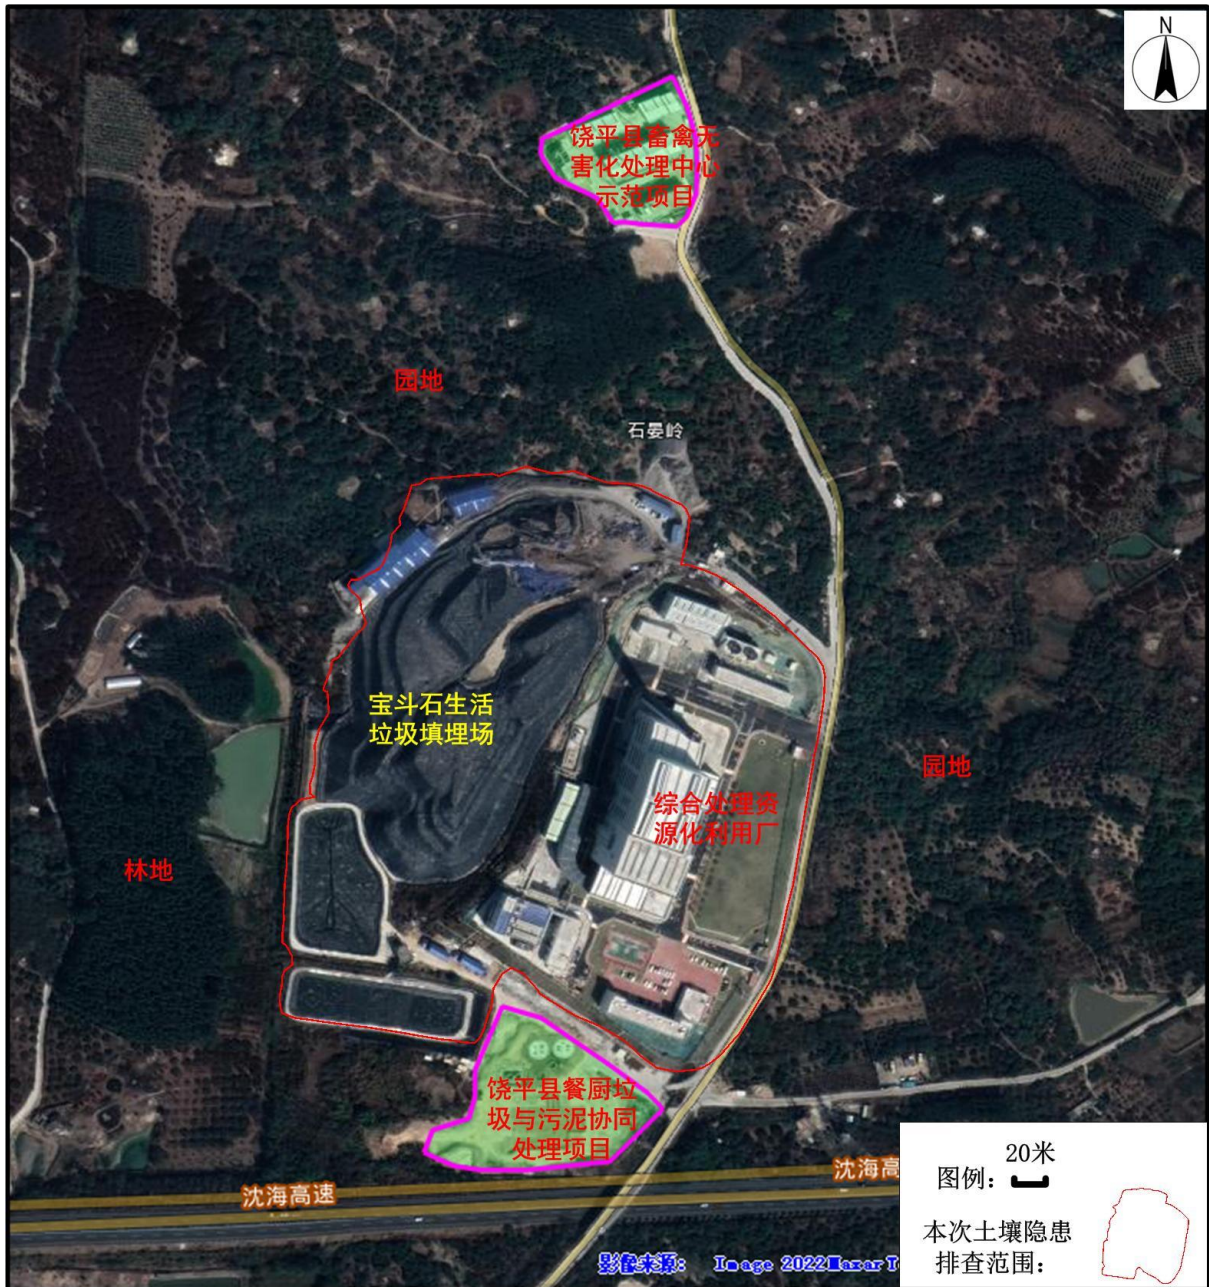 N
饶平县畜禽无
害化处理中心
示范项目
园地
石晏岭
宝斗石生活
垃圾填埋场
园地
综合处理资
源化利用厂
林地
饶平县餐厨垃
圾与污泥协同
处理项目
沈海高速
沈海高
20米
图例：
本次土壤隐患
排查范围：
影像来源： Image 2022Maxar T